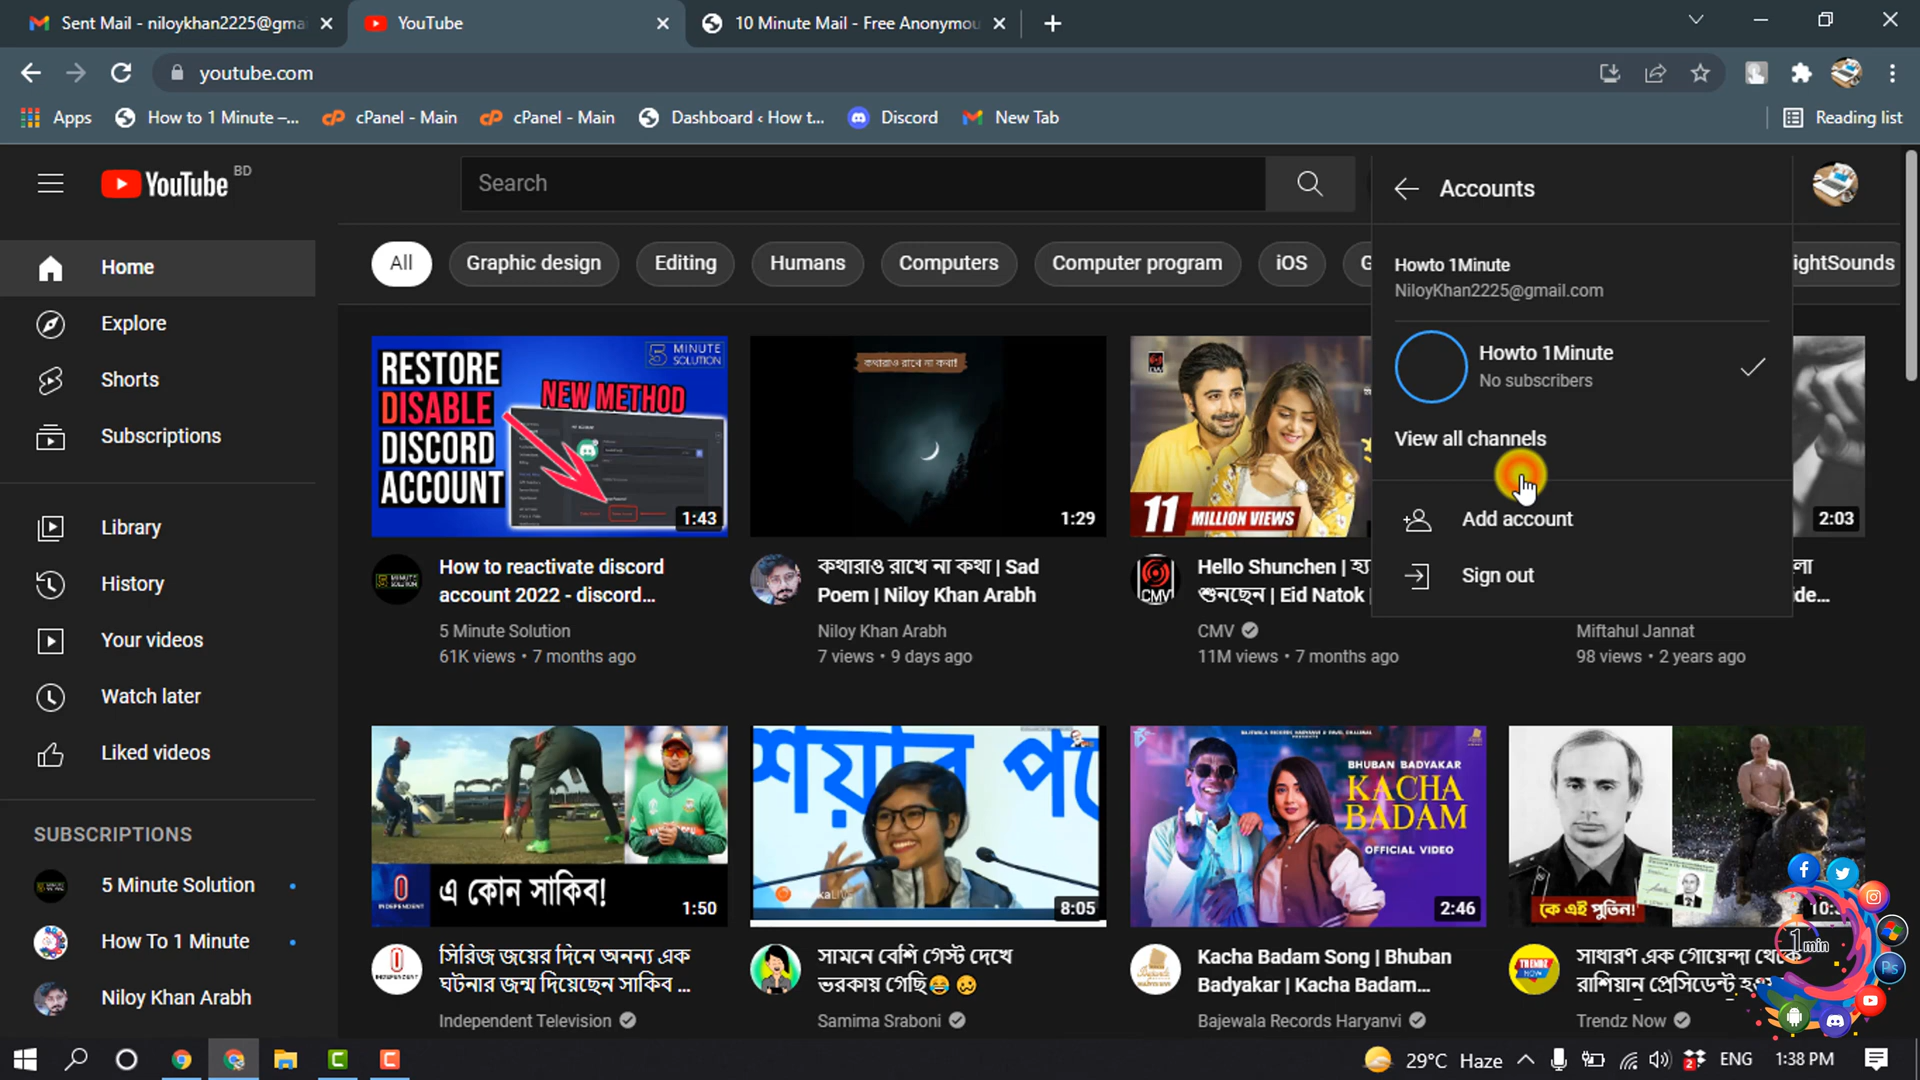 Sent Mail - niloykhan2225@gma
YouTube
10 Minute Mail - Free Anonymou
youtube.com
Apps
How to 1 Minute –...
cPanel - Main
cPanel - Main
Dashboard ‹ How t...
Discord
New Tab
Reading list
YouTube BD
Search
Accounts
Home
Explore
Shorts
Subscriptions
Library
History
Your videos
Watch later
Liked videos
SUBSCRIPTIONS
5 Minute Solution
How To 1 Minute
Niloy Khan Arabh
All
Graphic design
Editing
Humans
Computers
Computer program
iOS
G
ightSounds
Howto 1Minute
NiloyKhan2225@gmail.com
Howto 1Minute
No subscribers
View all channels
Add account
Sign out
5 MINUTE
SOLUTION
RESTORE
DISABLE
DISCORD
ACCOUNT
NEW METHOD
1:43
কথারাও রাখে না কথা!
1:29
11 MILLION VIEWS
2:03
How to reactivate discord
account 2022 - discord...
5 Minute Solution
61K views • 7 months ago
কথারাও রাখে না কথা | Sad
Poem | Niloy Khan Arabh
Niloy Khan Arabh
7 views • 9 days ago
Hello Shunchen | হ্যা
শুনছেন | Eid Natok |
CMV
11M views • 7 months ago
লা
de...
Miftahul Jannat
98 views • 2 years ago
INDEPENDENT
এ কোন সাকিব!
1:50
8:05
BHUBAN BADYAKAR
KACHA
BADAM
OFFICIAL VIDEO
2:46
কে এই পুতিন!
10:
সিরিজ জয়ের দিনে অনন্য এক
ঘটনার জন্ম দিয়েছেন সাকিব ...
Independent Television
সামনে বেশি গেস্ট দেখে
ভরকায় গেছি😂🥴
Samima Sraboni
Kacha Badam Song | Bhuban
Badyakar | Kacha Badam...
Bajewala Records Haryanvi
সাধারণ এক গোয়েন্দা থেকে
রাশিয়ান প্রেসিডেন্ট
Trendz Now
1 min
Ps
29°C Haze
ENG
1:38 PM